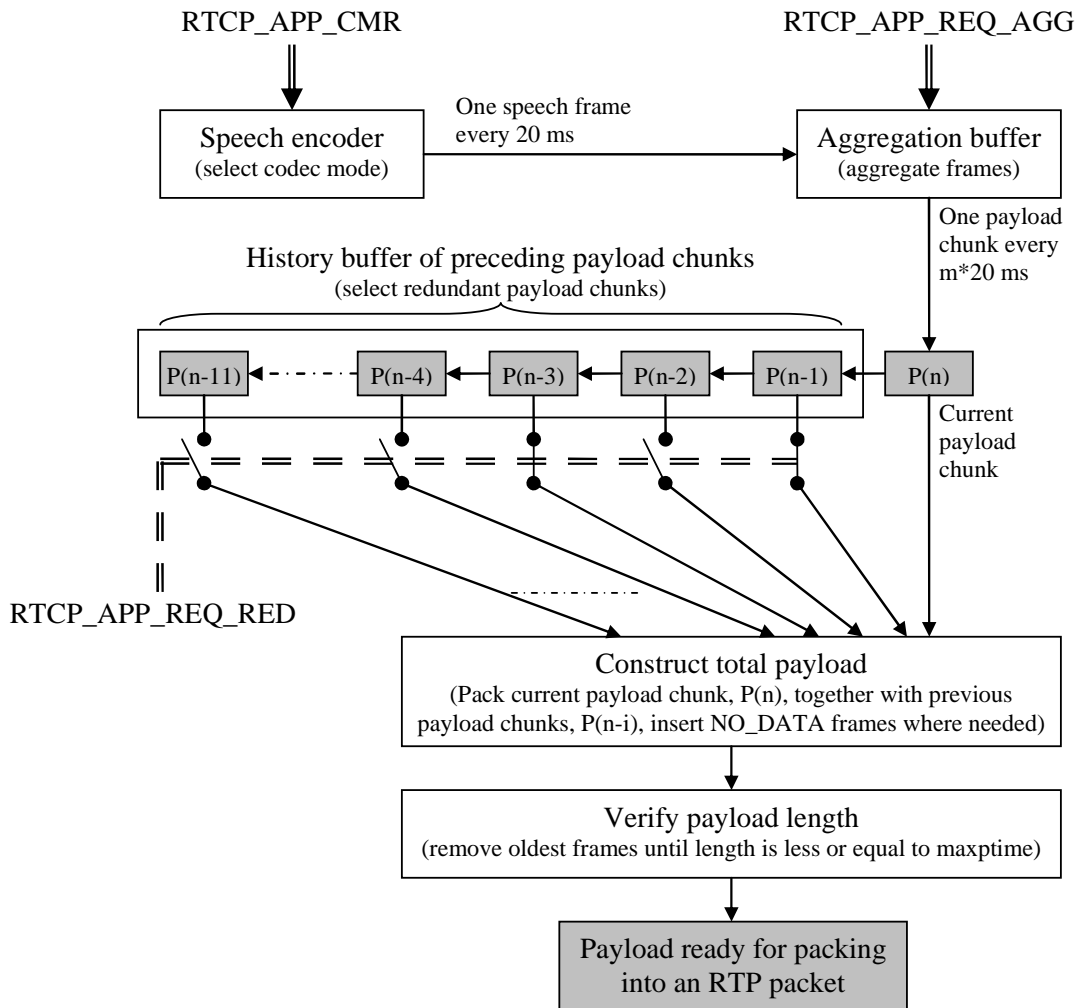 RTCP_APP_CMR
RTCP_APP_REQ_AGG
Speech encoder
(select codec mode)
One speech frame
every 20 ms
Aggregation buffer
(aggregate frames)
One payload
chunk every
m*20 ms
History buffer of preceding payload chunks
(select redundant payload chunks)
P(n-11)
P(n-4)
P(n-3)
P(n-2)
P(n-1)
P(n)
Current
payload
chunk
RTCP_APP_REQ_RED
Construct total payload
(Pack current payload chunk, P(n), together with previous
payload chunks, P(n-i), insert NO_DATA frames where needed)
Verify payload length
(remove oldest frames until length is less or equal to maxptime)
Payload ready for packing
into an RTP packet